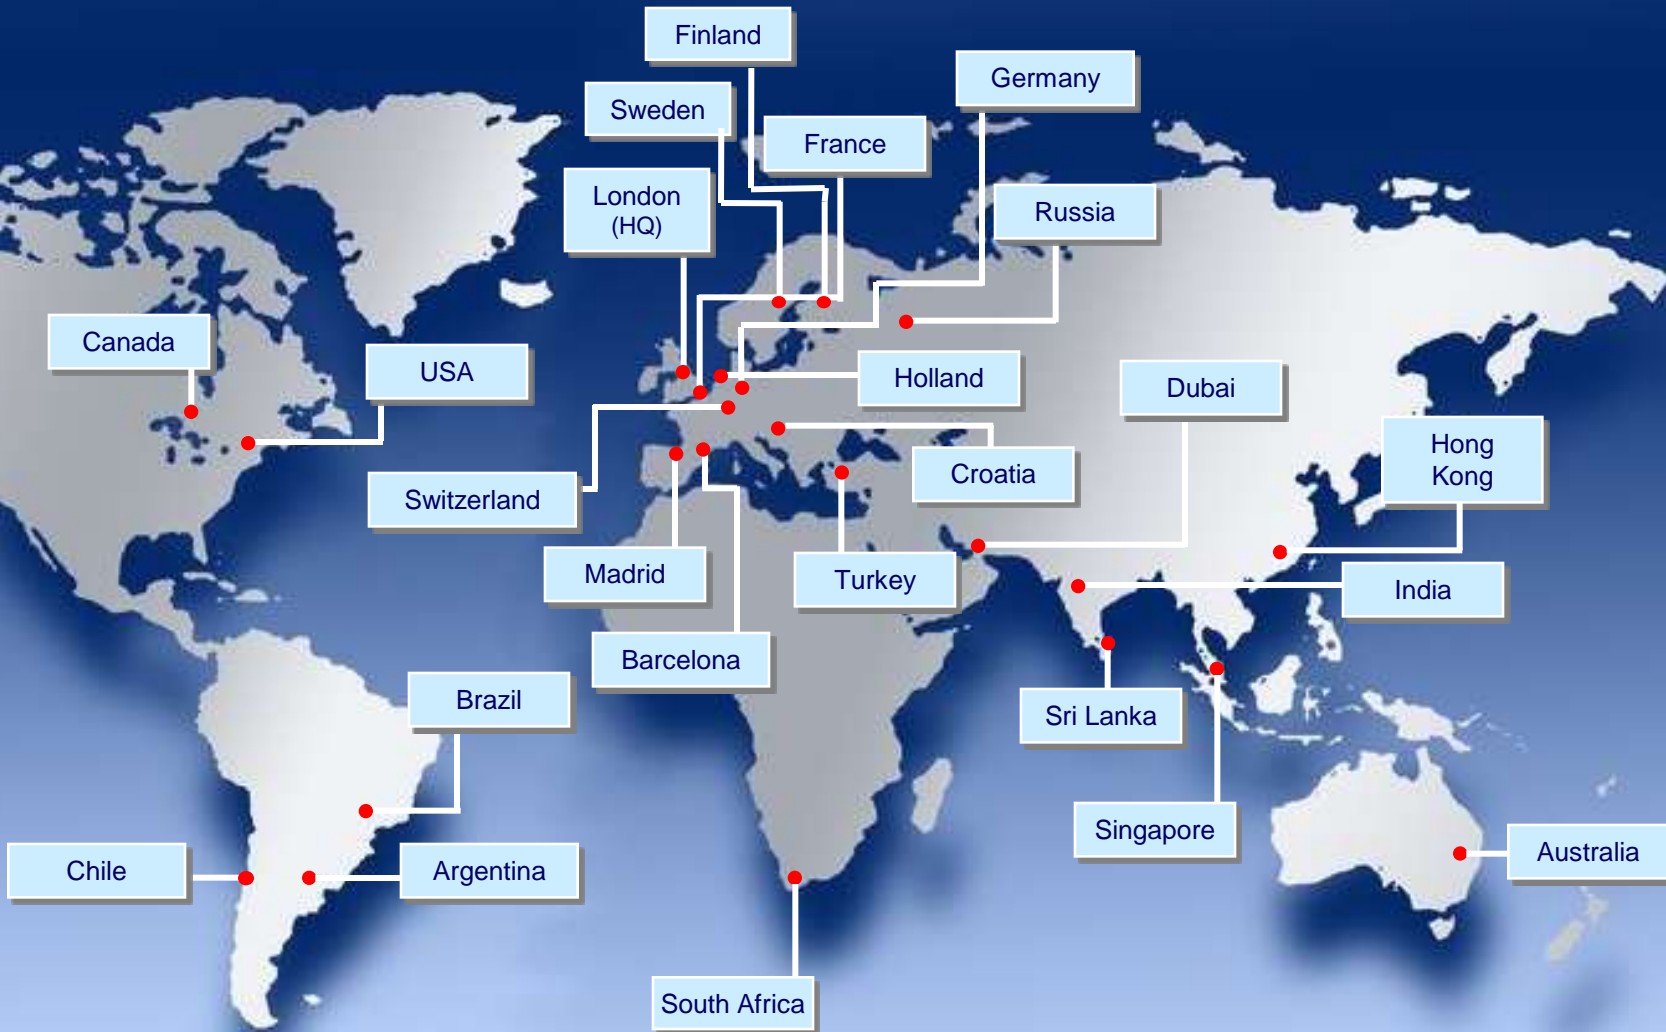 Finland
Germany
Sweden
France
London
(HQ)
Russia
Canada
USA
Holland
Dubai
Hong
Kong
Croatia
Switzerland
Madrid
Turkey
India
Barcelona
Brazil
Sri Lanka
Singapore
Australia
Chile
Argentina
South Africa